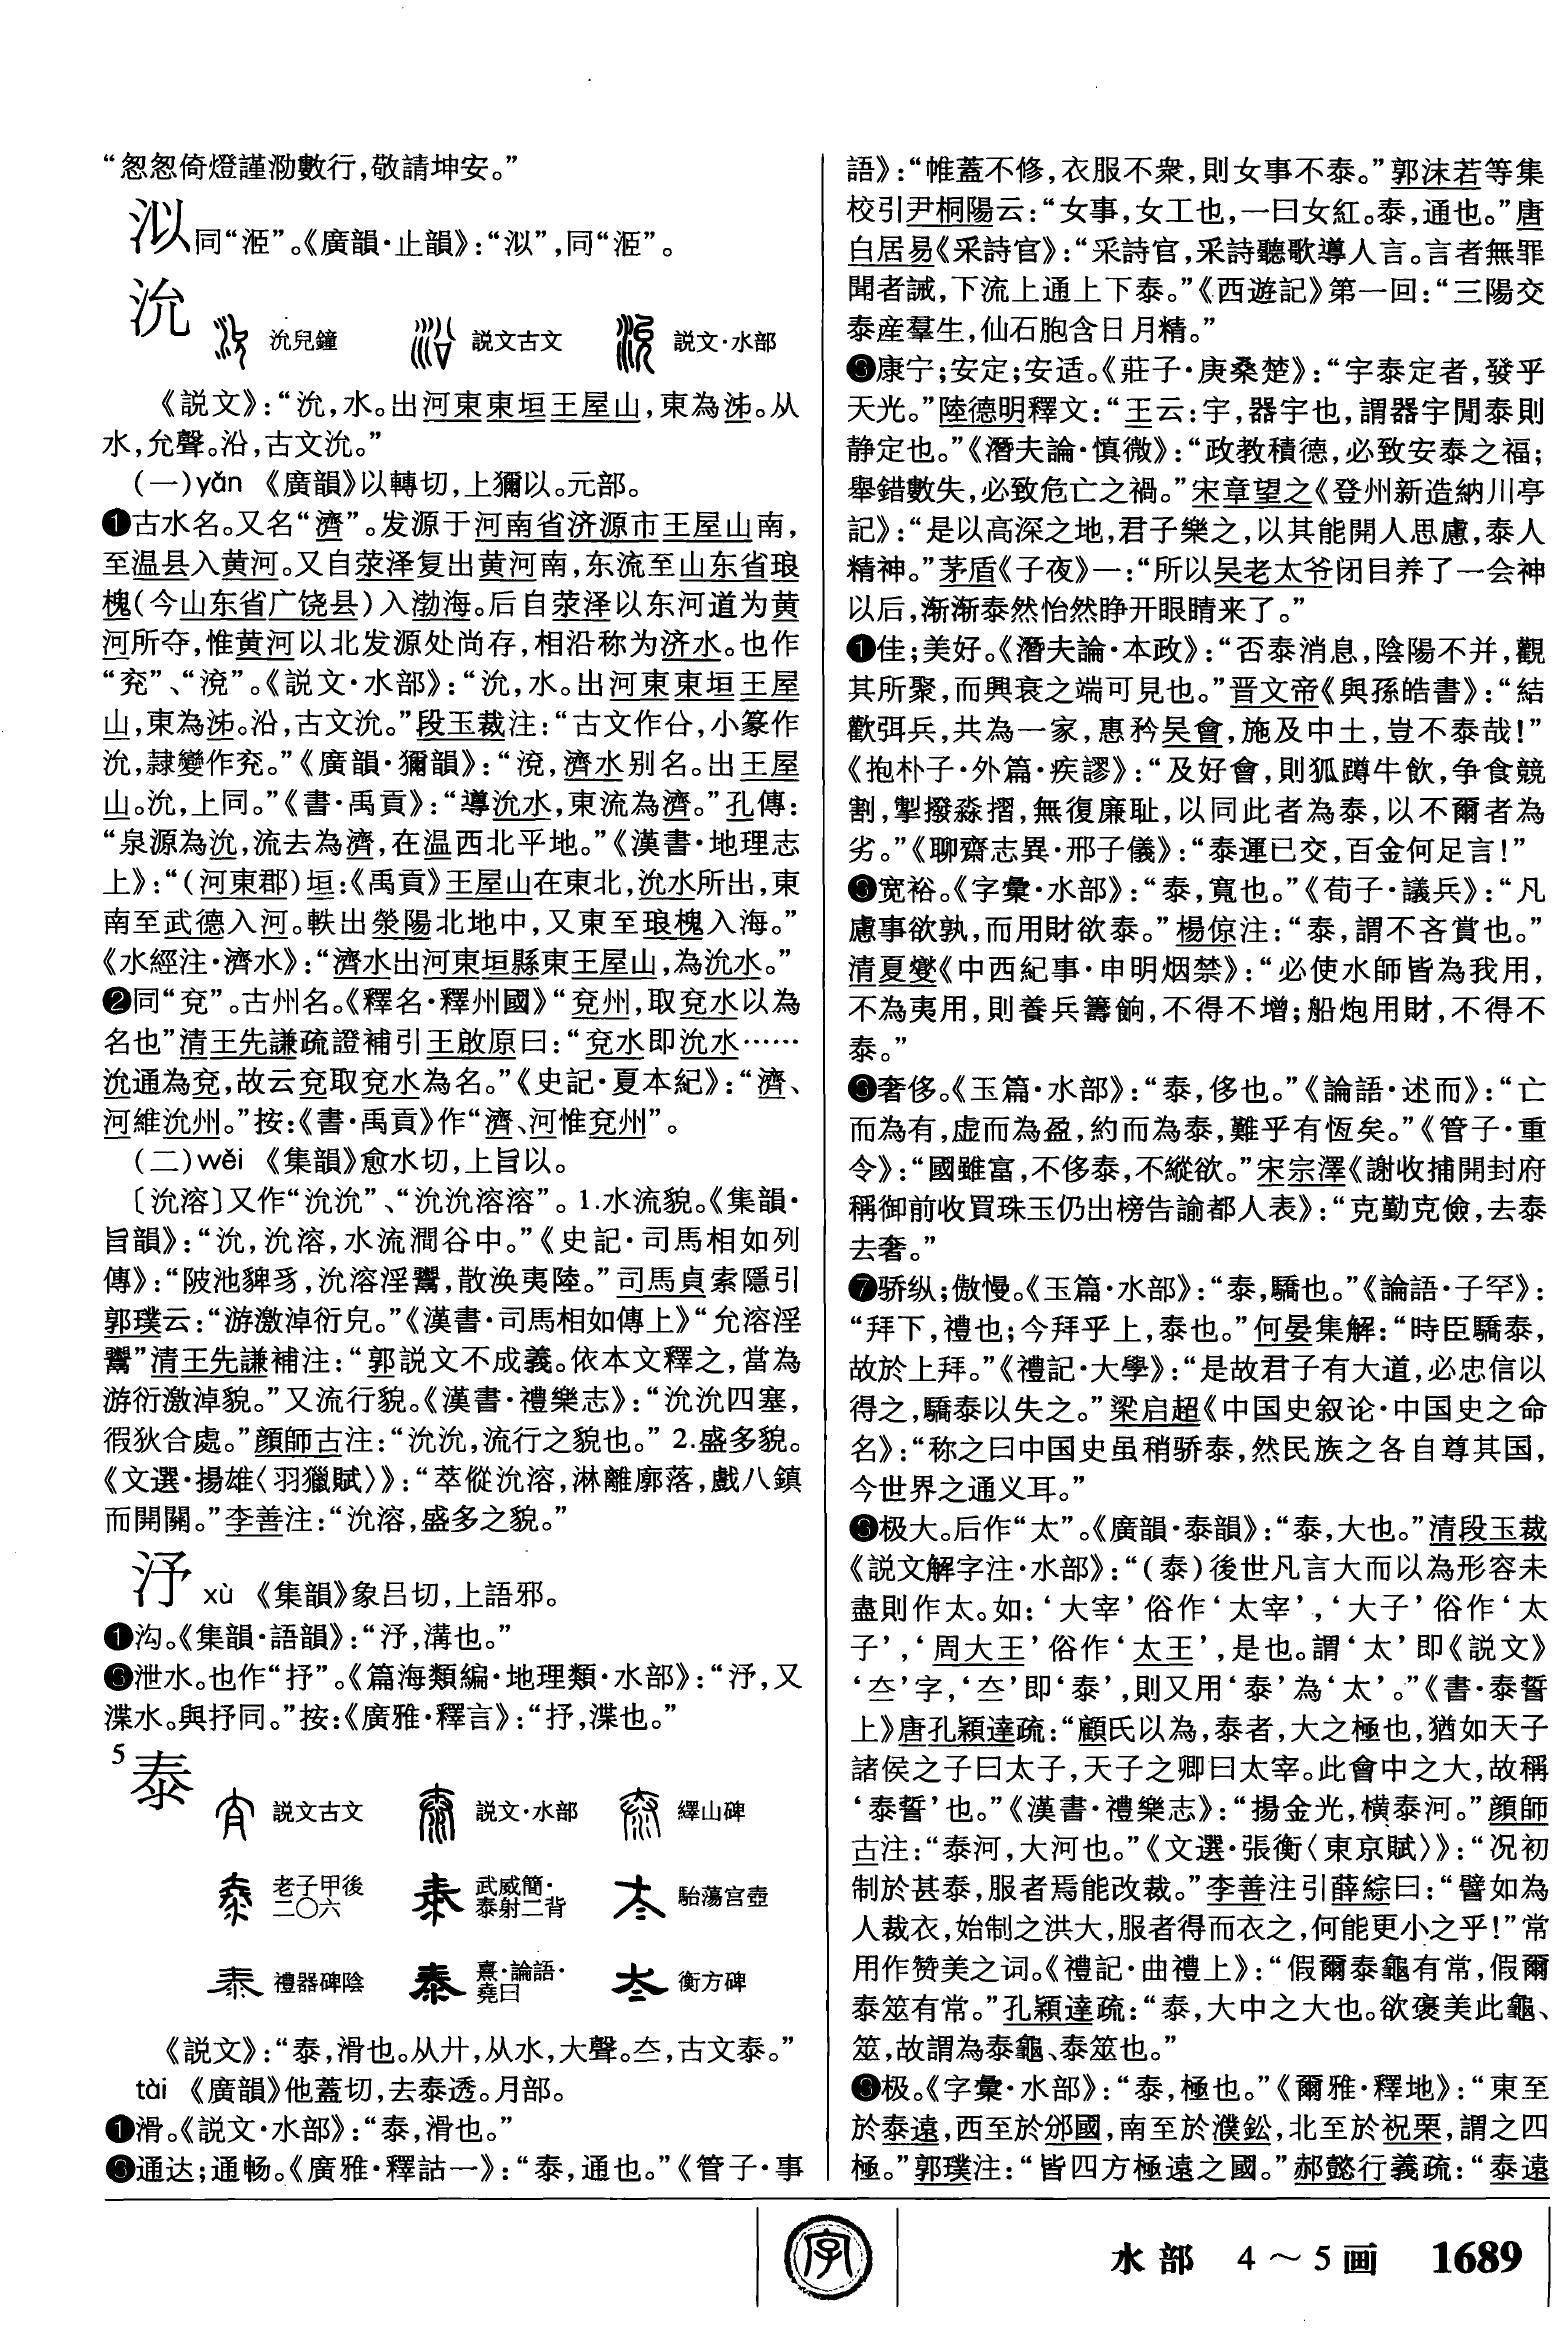 “怱怱倚燈謹泐數行,敬請坤安。”
㳚同“洍”。《廣韻·止韻》:“㳚”,同“洍”。
沇
沇兒鐘 説文古文 説文·水部
《説文》:“沇,水。出河東東垣王屋山,東為泲。从
水,允聲。沿,古文沇。”
(一)yǎn 《廣韻》以轉切,上獮以。元部。
❶古水名。又名“濟”。发源于河南省济源市王屋山南,
至温县入黄河。又自荥泽复出黄河南,东流至山东省琅
槐(今山东省广饶县)入渤海。后自荥泽以东河道为黄
河所夺,惟黄河以北发源处尚存,相沿称为济水。也作
“兖”、“渷”。《説文·水部》:“沇,水。出河東東垣王屋
山,東為泲。沿,古文沇。”段玉裁注:“古文作㕣,小篆作
沇,隸變作兖。”《廣韻·獮韻》:“渷,濟水别名。出王屋
山。沇,上同。”《書·禹貢》:“導沇水,東流為濟。”孔傳:
“泉源為沇,流去為濟,在温西北平地。”《漢書·地理志
上》:“(河東郡)垣:《禹貢》王屋山在東北,沇水所出,東
南至武德入河。軼出滎陽北地中,又東至琅槐入海。”
《水經注·濟水》:“濟水出河東垣縣東王屋山,為沇水。”
❷同“兗”。古州名。《釋名·釋州國》“兗州,取兗水以為
名也”清王先謙疏證補引王啟原曰:“兗水即沇水……
沇通為兗,故云兗取兗水為名。”《史記·夏本紀》:“濟、
河維沇州。”按:《書·禹貢》作“濟、河惟兗州”。
(二)wěi 《集韻》愈水切,上旨以。
〔沇溶〕又作“沇沇”、“沇沇溶溶”。1.水流貌。《集韻·
旨韻》:“沇,沇溶,水流澗谷中。”《史記·司馬相如列
傳》:“陂池貏豸,沇溶淫鬻,散渙夷陸。”司馬貞索隱引
郭璞云:“游激淖衍皃。”《漢書·司馬相如傳上》“允溶淫
鬻”清王先謙補注:“郭説文不成義。依本文釋之,當為
游衍激淖貌。”又流行貌。《漢書·禮樂志》:“沇沇四塞,
徦狄合處。”顔師古注:“沇沇,流行之貌也。” 2.盛多貌。
《文選·揚雄〈羽獵賦〉》:“萃傱沇溶,淋離廓落,戲八鎮
而開關。”李善注:“沇溶,盛多之貌。”
汿 xù 《集韻》象吕切,上語邪。
❶沟。《集韻·語韻》:“汿,溝也。”
❷泄水。也作“抒”。《篇海類編·地理類·水部》:“汿,又
渫水。與抒同。”按:《廣雅·釋言》:“抒,渫也。”
5
泰
説文古文 説文·水部 繹山碑
老子甲後二〇六 武威簡·泰射二背 駘蕩宫壺
禮器碑陰 熹·論語·堯曰 衡方碑
《説文》:“泰,滑也。从廾,从水,大聲。夳,古文泰。”
tài 《廣韻》他蓋切,去泰透。月部。
❶滑。《説文·水部》:“泰,滑也。”
❷通达;通畅。《廣雅·釋詁一》:“泰,通也。”《管子·事
語》:“帷蓋不修,衣服不衆,則女事不泰。”郭沫若等集
校引尹桐陽云:“女事,女工也,一曰女紅。泰,通也。”唐
白居易《采詩官》:“采詩官,采詩聽歌導人言。言者無罪
聞者誡,下流上通上下泰。”《西遊記》第一回:“三陽交
泰産羣生,仙石胞含日月精。”
❸康宁;安定;安适。《莊子·庚桑楚》:“宇泰定者,發乎
天光。”陸德明釋文:“王云:宇,器宇也,謂器宇閒泰則
静定也。”《潛夫論·慎微》:“政教積德,必致安泰之福;
舉錯數失,必致危亡之禍。”宋章望之《登州新造納川亭
記》:“是以高深之地,君子樂之,以其能開人思慮,泰人
精神。”茅盾《子夜》一:“所以吴老太爷闭目养了一会神
以后,渐渐泰然怡然睁开眼睛来了。”
❹佳;美好。《潛夫論·本政》:“否泰消息,陰陽不并,觀
其所聚,而興衰之端可見也。”晋文帝《與孫皓書》:“結
歡弭兵,共為一家,惠矜吴會,施及中土,豈不泰哉!”
《抱朴子·外篇·疾謬》:“及好會,則狐蹲牛飲,争食競
割,掣撥淼摺,無復廉耻,以同此者為泰,以不爾者為
劣。”《聊齋志異·邢子儀》:“泰運已交,百金何足言!”
❺宽裕。《字彙·水部》:“泰,寬也。”《荀子·議兵》:“凡
慮事欲孰,而用財欲泰。”楊倞注:“泰,謂不吝賞也。”
清夏燮《中西紀事·申明烟禁》:“必使水師皆為我用,
不為夷用,則養兵籌餉,不得不增;船炮用財,不得不
泰。”
❻奢侈。《玉篇·水部》:“泰,侈也。”《論語·述而》:“亡
而為有,虚而為盈,約而為泰,難乎有恆矣。”《管子·重
令》:“國雖富,不侈泰,不縱欲。”宋宗澤《謝收捕開封府
稱御前收買珠玉仍出榜告諭都人表》:“克勤克儉,去泰
去奢。”
❼骄纵;傲慢。《玉篇·水部》:“泰,驕也。”《論語·子罕》:
“拜下,禮也;今拜乎上,泰也。”何晏集解:“時臣驕泰,
故於上拜。”《禮記·大學》:“是故君子有大道,必忠信以
得之,驕泰以失之。”梁启超《中国史叙论·中国史之命
名》:“称之曰中国史虽稍骄泰,然民族之各自尊其国,
今世界之通义耳。”
❽极大。后作“太”。《廣韻·泰韻》:“泰,大也。”清段玉裁
《説文解字注·水部》:“(泰)後世凡言大而以為形容未
盡則作太。如:‘大宰’俗作‘太宰’,‘大子’俗作‘太
子’,‘周大王’俗作‘太王’,是也。謂‘太’即《説文》
‘夳’字,‘夳’即‘泰’,則又用‘泰’為‘太’。”《書·泰誓
上》唐孔穎達疏:“顧氏以為,泰者,大之極也,猶如天子
諸侯之子曰太子,天子之卿曰太宰。此會中之大,故稱
‘泰誓’也。”《漢書·禮樂志》:“揚金光,横泰河。”顔師
古注:“泰河,大河也。”《文選·張衡〈東京賦〉》:“况初
制於甚泰,服者焉能改裁。”李善注引薛綜曰:“譬如為
人裁衣,始制之洪大,服者得而衣之,何能更小之乎!”常
用作赞美之词。《禮記·曲禮上》:“假爾泰龜有常,假爾
泰筮有常。”孔穎達疏:“泰,大中之大也。欲褒美此龜、
筮,故謂為泰龜、泰筮也。”
❾极。《字彙·水部》:“泰,極也。”《爾雅·釋地》:“東至
於泰遠,西至於邠國,南至於濮鈆,北至於祝栗,謂之四
極。”郭璞注:“皆四方極遠之國。”郝懿行義疏:“泰遠
字
水部 4～5画 1689